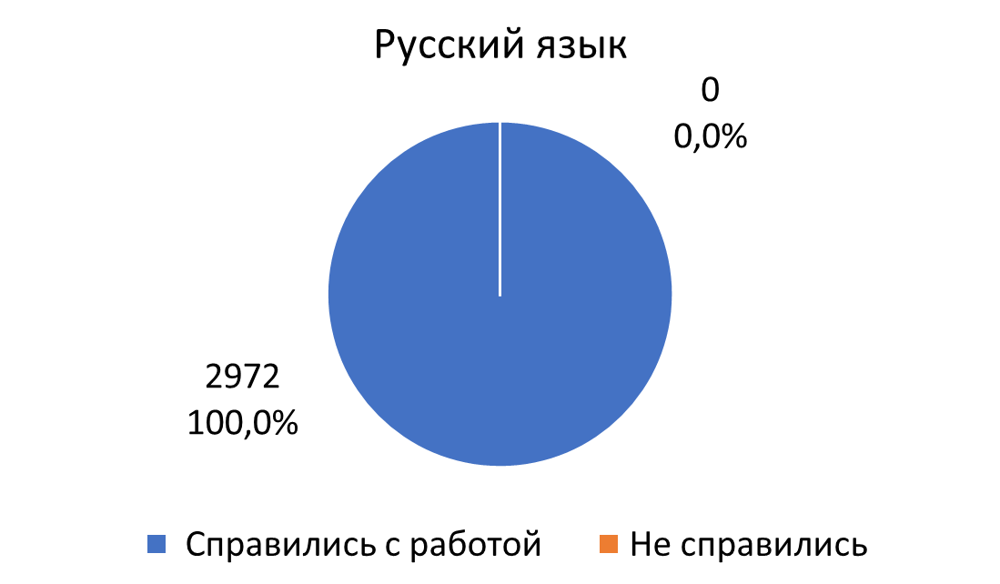 Русский язык
0
0,0%
2972
100,0%
Справились с работой
Не справились